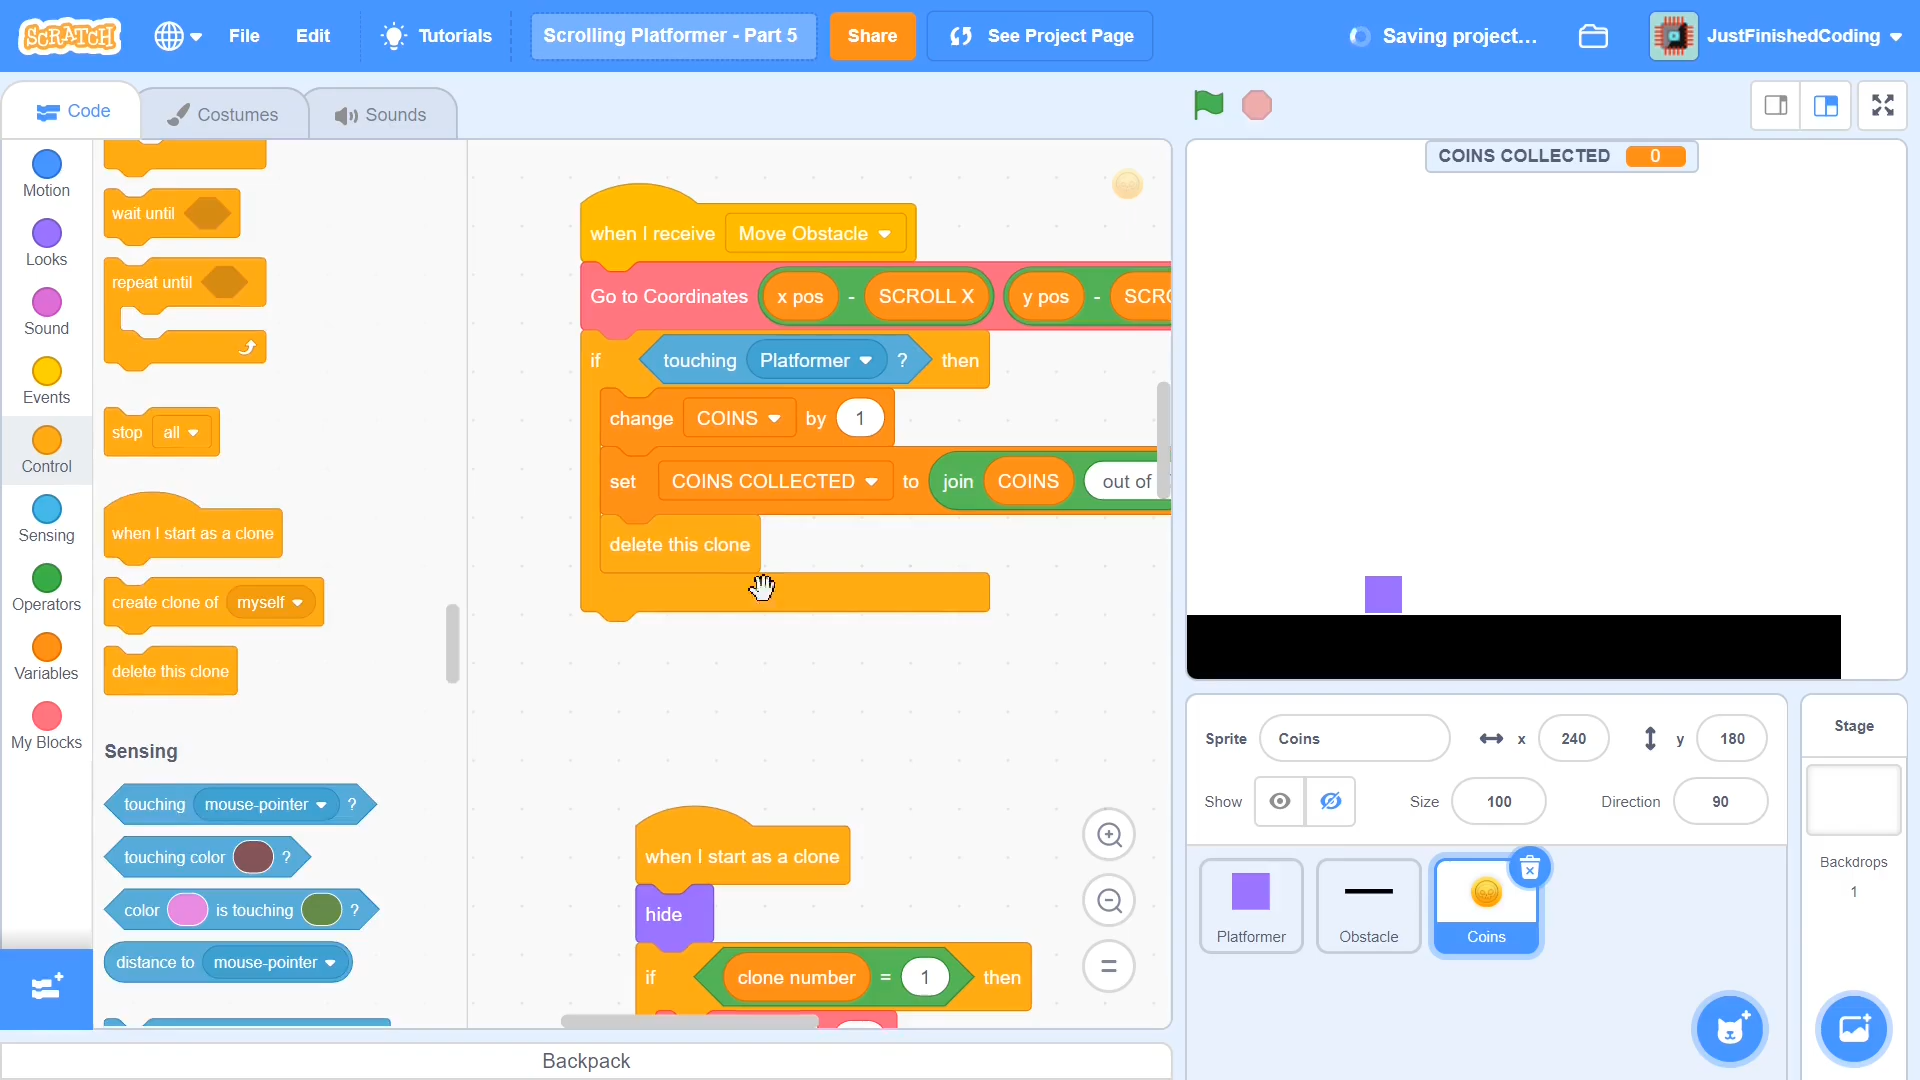 SCRATCH File Edit Tutorials Scrolling Platformer - Part 5 Share See Project Page Saving project... JustFinishedCoding
Code Costumes Sounds
Motion
Looks
Sound
Events
Control
Sensing
Operators
Variables
My Blocks
wait until
repeat until
stop all
when I start as a clone
create clone of myself
delete this clone
Sensing
touching mouse-pointer ?
touching color ?
color is touching ?
distance to mouse-pointer
when I receive Move Obstacle
Go to Coordinates x pos - SCROLL X y pos -
if touching Platformer ? then
change COINS by 1
set COINS COLLECTED to join COINS out of
delete this clone
when I start as a clone
hide
if clone number = 1 then
Backpack
COINS COLLECTED 0
Sprite Coins x 240 y 180
Show Size 100 Direction 90
Platformer Obstacle Coins
Stage
Backdrops
1